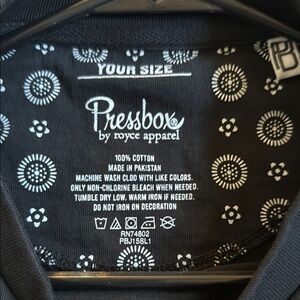 YOUR SIZE
Pressbox
by royce apparel
100% COTTON
MADE IN PAKISTAN
MACHINE WASH CLOD WITH LIKE COLORS.
ONLY NON-CHLORINE BLEACH WHEN NEEDED.
TUMBLE DRY LOW. WARM IRON IF NEEDED.
DO NOT IRON ON DECORATION
RN74802
PBJ15SL1